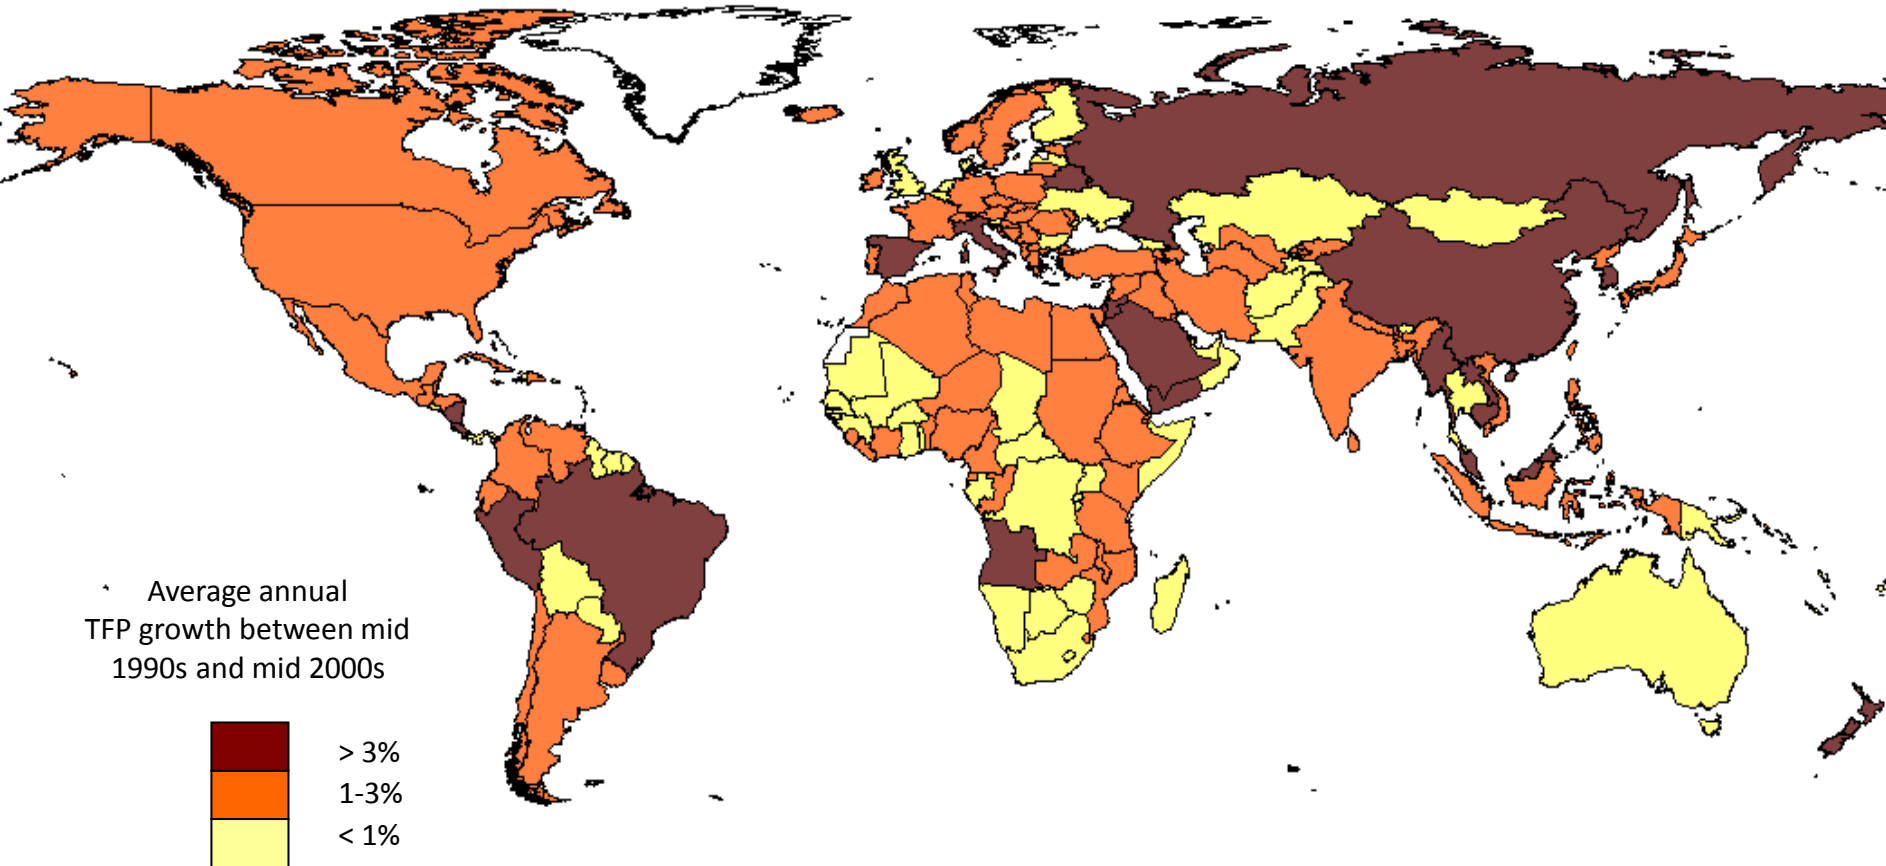 Average annual
TFP growth between mid
1990s and mid 2000s
> 3%
1-3%
< 1%